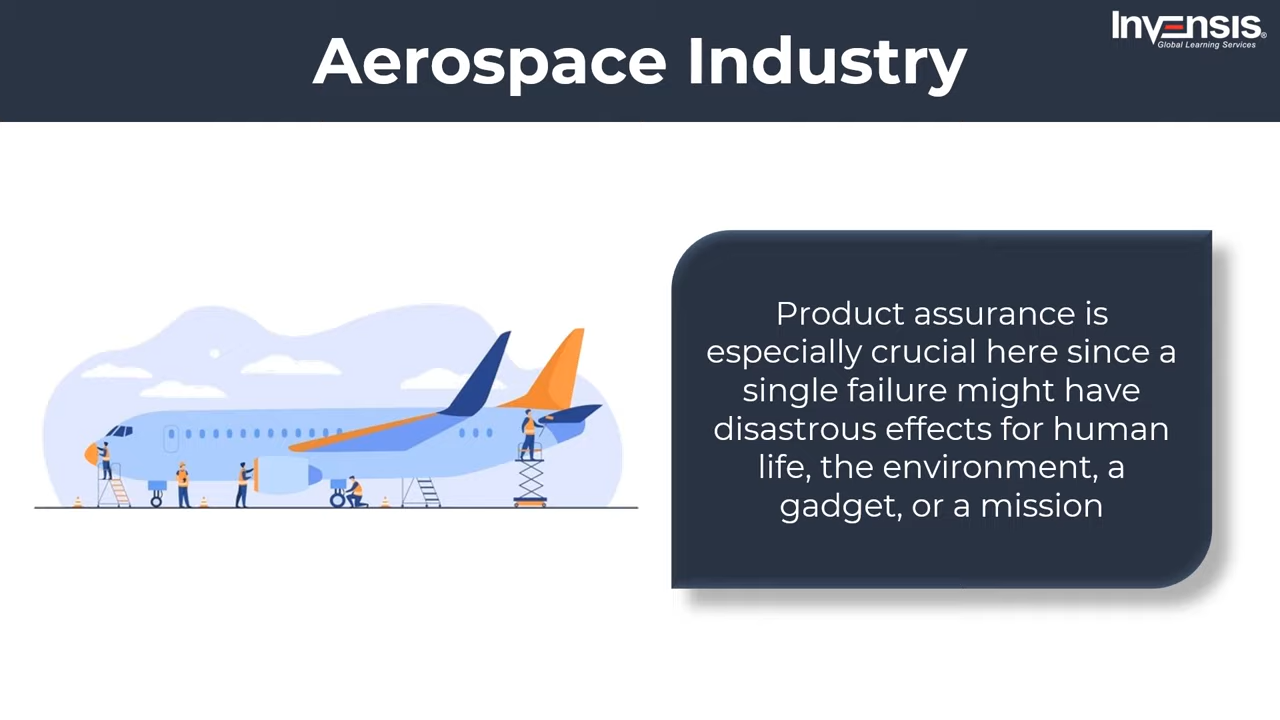 Invensis®
Global Learning Services
Aerospace Industry
Product assurance is
especially crucial here since a
single failure might have
disastrous effects for human
life, the environment, a
gadget, or a mission